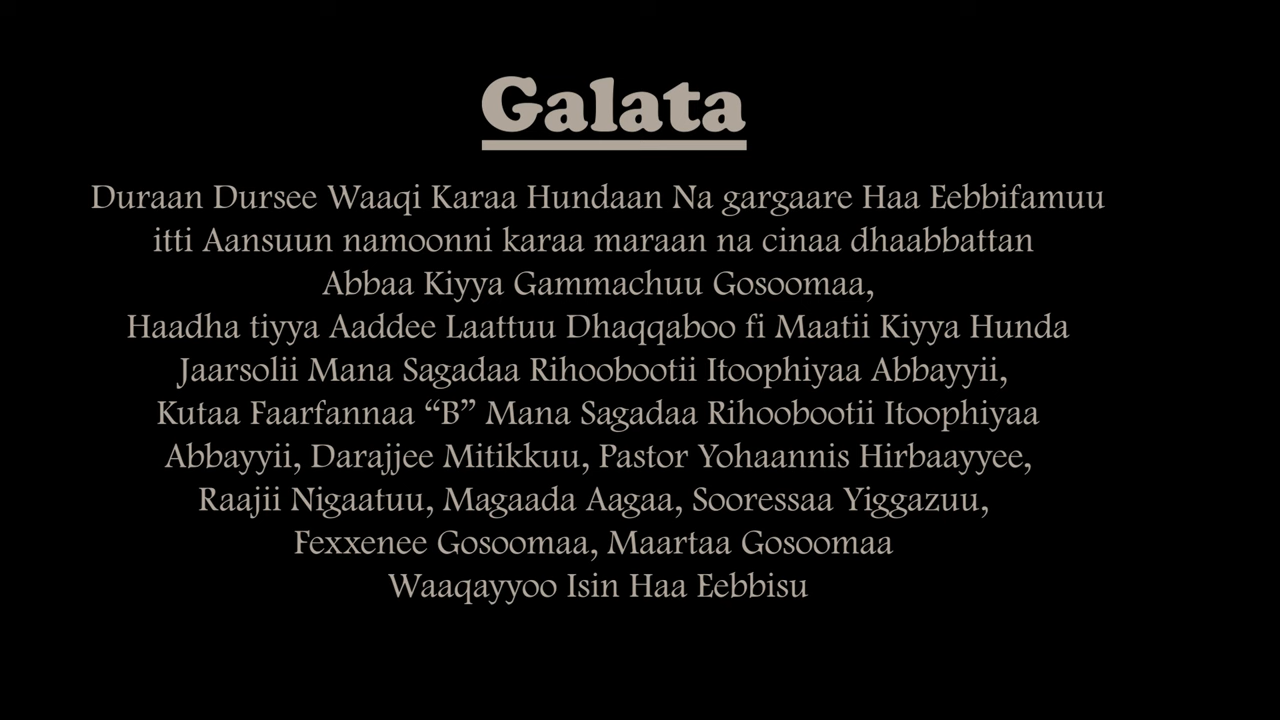 Galata
Duraan Dursee Waaqi Karaa Hundaan Na gargaare Haa Eebbifamuu
itti Aansuun namoonni karaa maraan na cinaa dhaabbattan
Abbaa Kiyya Gammachuu Gosoomaa,
Haadha tiyya Aaddee Laattuu Dhaqqaboo fi Maatii Kiyya Hunda
Jaarsolii Mana Sagadaa Rihoobootii Itoophiyaa Abbayyii,
Kutaa Faarfannaa “B” Mana Sagadaa Rihoobootii Itoophiyaa
Abbayyii, Darajjee Mitikkuu, Pastor Yohaannis Hirbaayyee,
Raajii Nigaatuu, Magaada Aagaa, Sooressaa Yiggazuu,
Fexxenee Gosoomaa, Maartaa Gosoomaa
Waaqayyoo Isin Haa Eebbisu